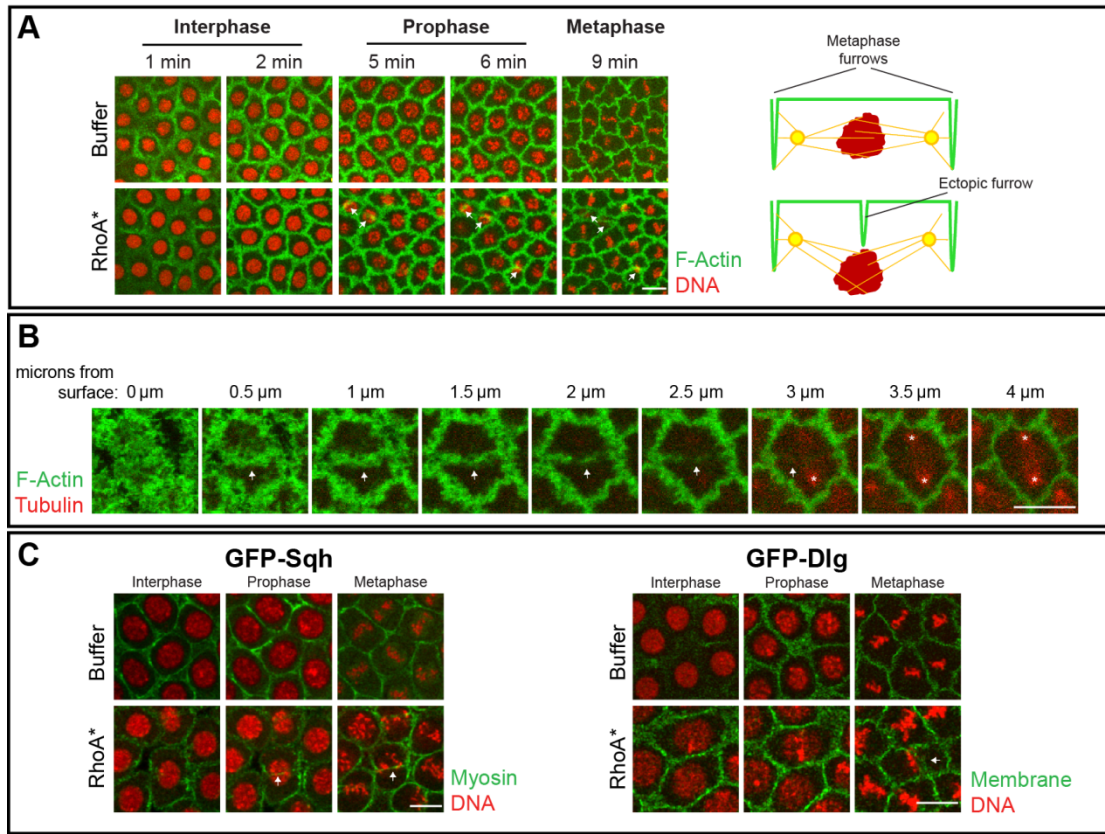 A
Interphase
Prophase
Metaphase
1 min
2 min
5 min
6 min
9 min
Buffer
RhoA*
F-Actin
DNA
Metaphase
furrows
Ectopic furrow
B
microns from
surface: 0 µm
0.5 µm
1 µm
1.5 µm
2 µm
2.5 µm
3 µm
3.5 µm
4 µm
F-Actin
Tubulin
C
GFP-Sqh
Interphase
Prophase
Metaphase
Buffer
RhoA*
Myosin
DNA
GFP-Dlg
Interphase
Prophase
Metaphase
Buffer
RhoA*
Membrane
DNA